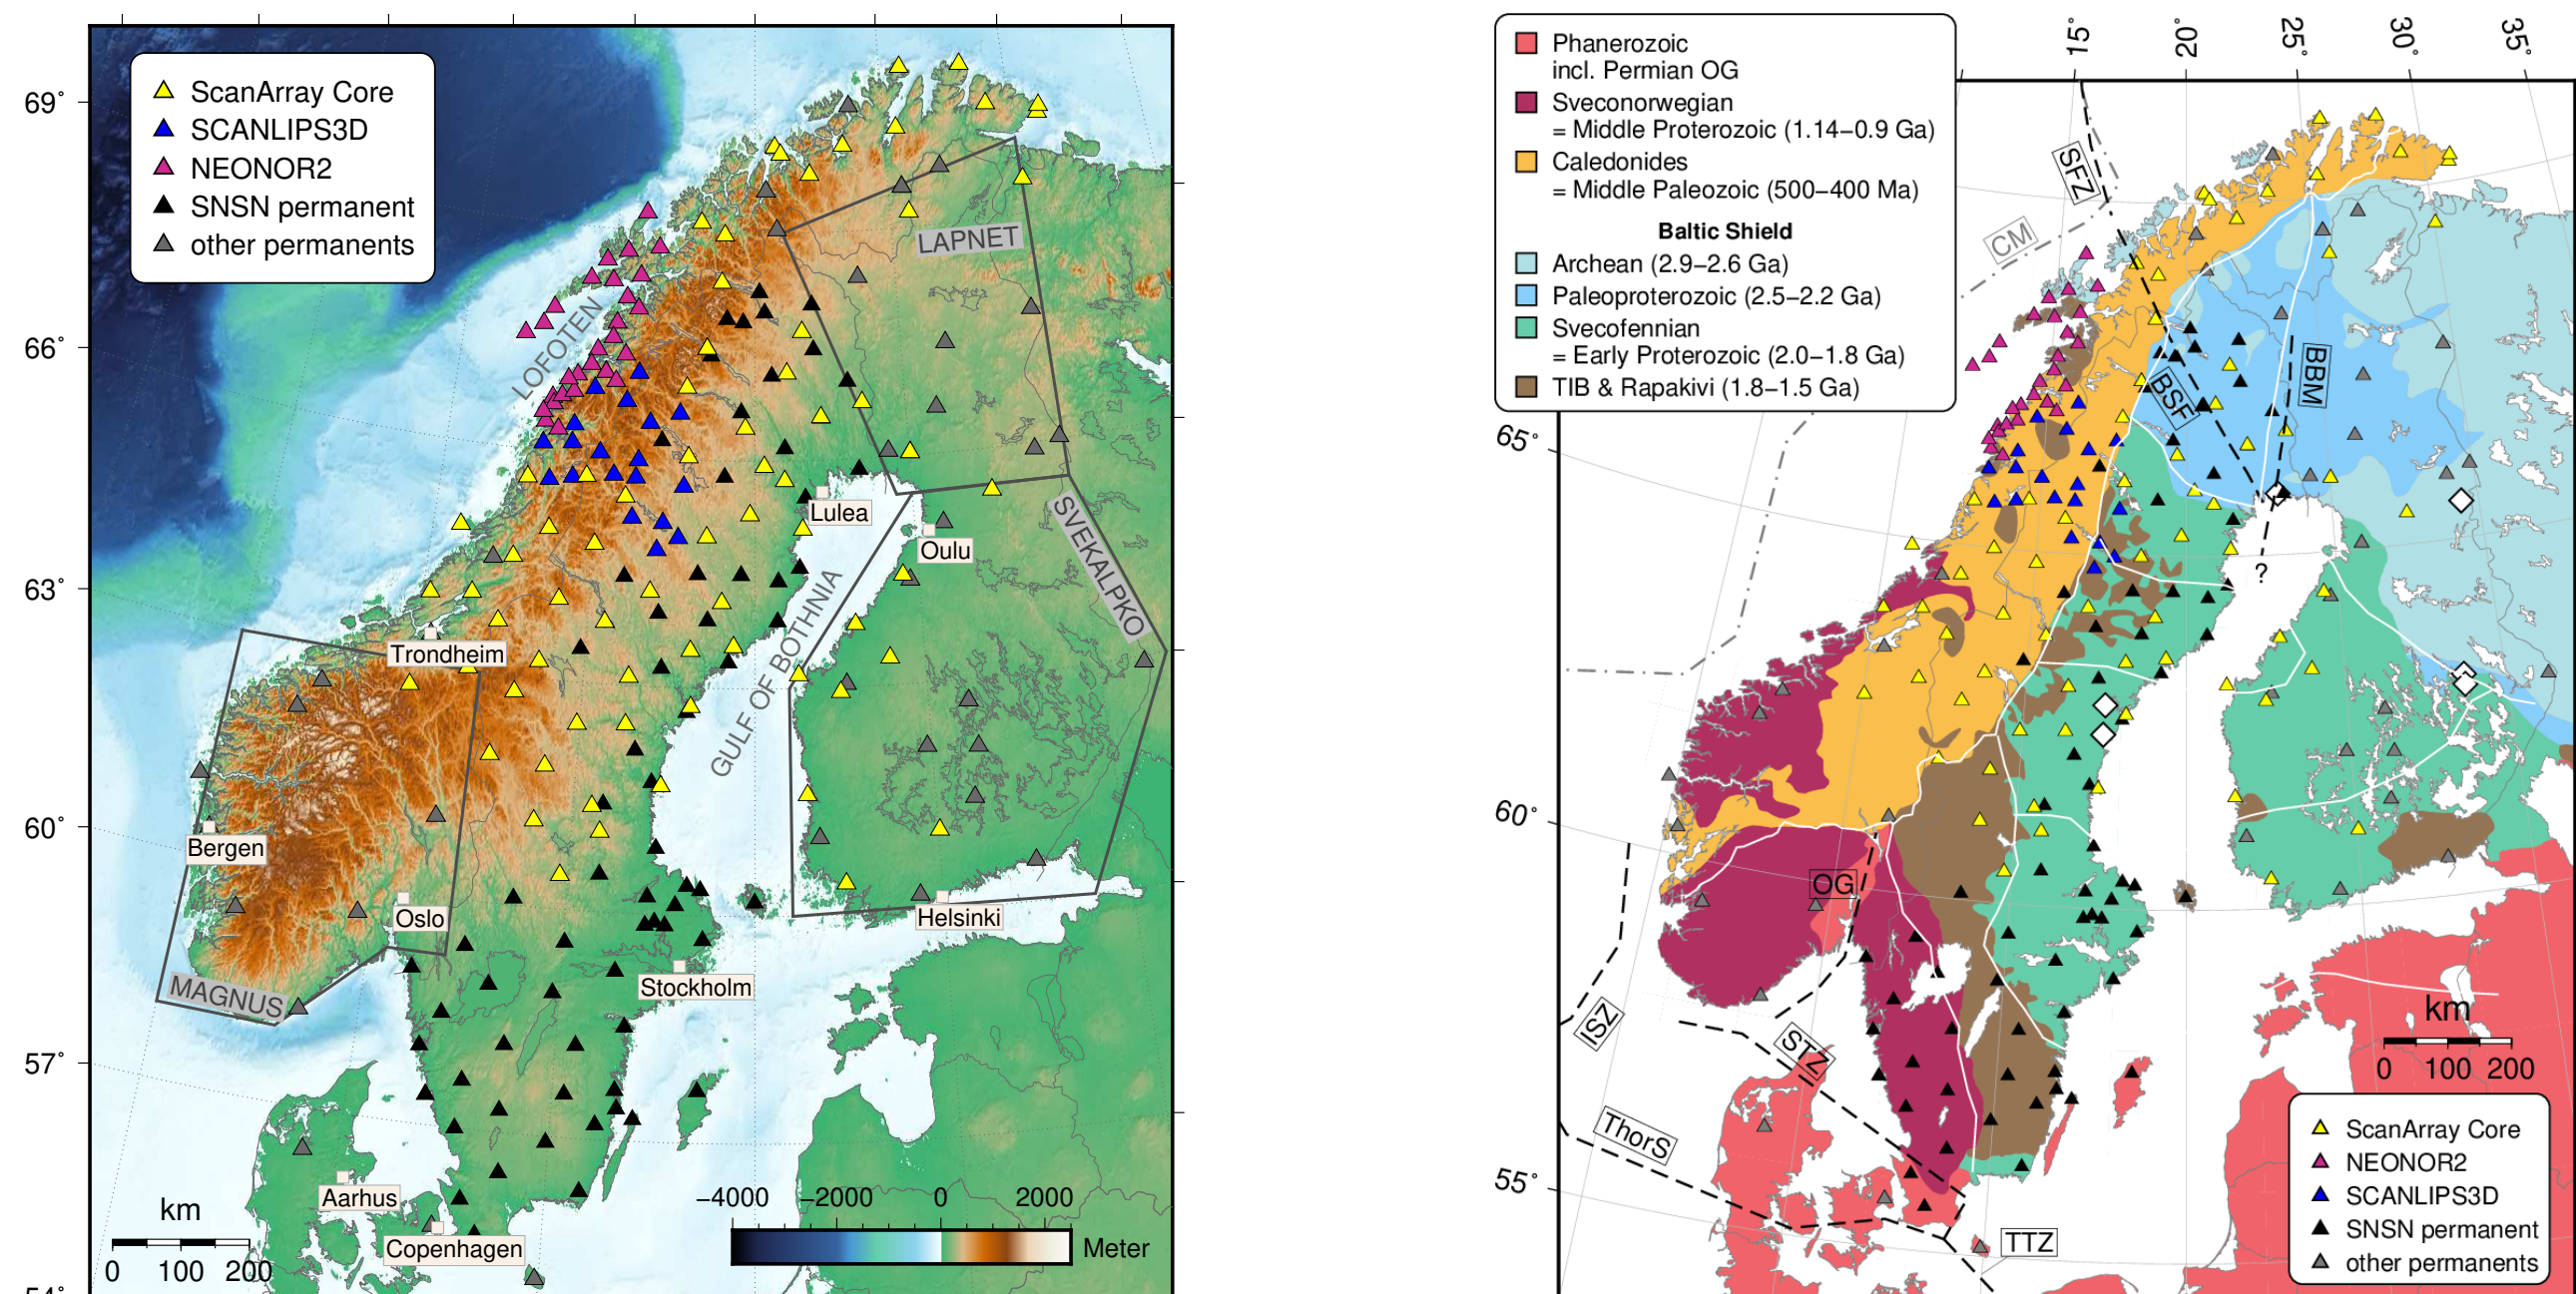 ScanArray Core
SCANLIPS3D
NEONOR2
SNSN permanent
other permanents
69°
66°
63°
60°
57°
54°
LAPNET
LOFOTEN
SVEKALPKO
GULF OF BOTHNIA
MAGNUS
Lulea
Oulu
Trondheim
Bergen
Oslo
Helsinki
Stockholm
Aarhus
Copenhagen
km
0 100 200
−4000 −2000 0 2000
Meter
Phanerozoic
incl. Permian OG
Sveconorwegian
= Middle Proterozoic (1.14−0.9 Ga)
Caledonides
= Middle Paleozoic (500−400 Ma)
Baltic Shield
Archean (2.9−2.6 Ga)
Paleoproterozoic (2.5−2.2 Ga)
Svecofennian
= Early Proterozoic (2.0−1.8 Ga)
TIB & Rapakivi (1.8−1.5 Ga)
15° 20° 25° 30° 35°
65°
60°
55°
SFZ
CM
BSF
BBM
?
OG
ISZ
STZ
ThorS
TTZ
km
0 100 200
ScanArray Core
NEONOR2
SCANLIPS3D
SNSN permanent
other permanents